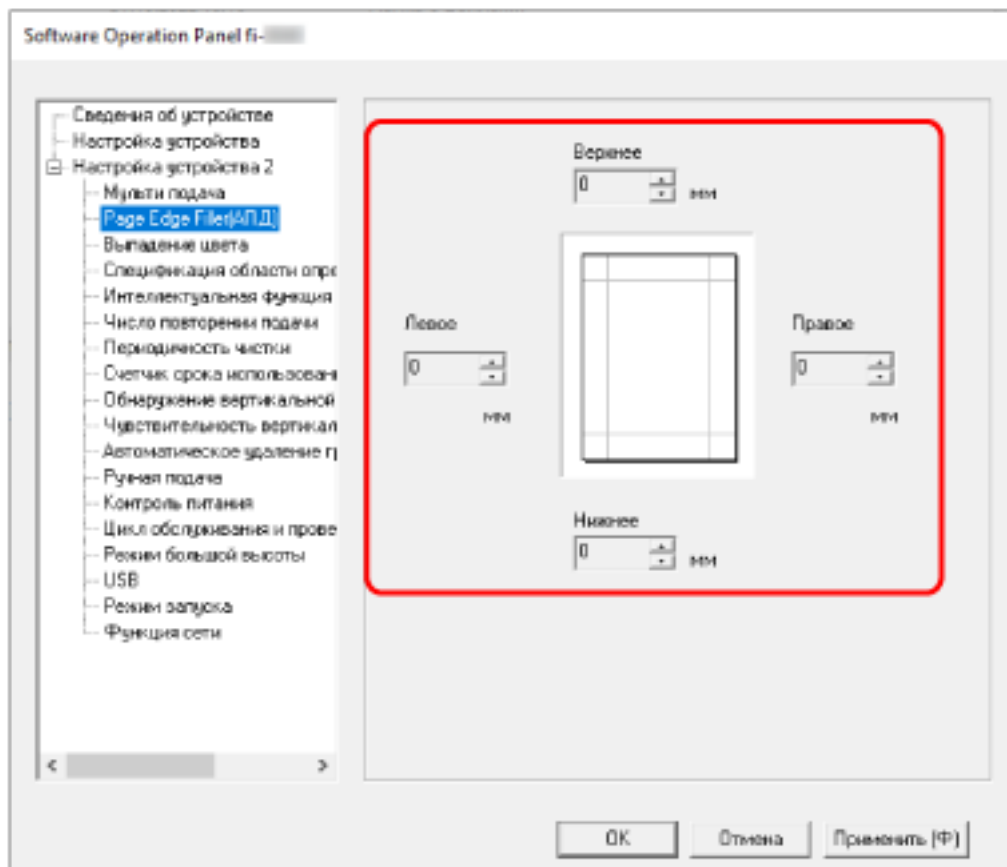 Software Operation Panel fi-
Сведения об устройстве
Настройка устройства
Настройка устройства 2
Мульти подача
Page Edge Filler(АПД)
Выпадение цвета
Спецификация области опре
Интеллектуальная функция
Число повторении подачи
Периодичность чистки
Счетчик срока использован
Обнаружение вертикальной
Чувствительность вертикал
Автоматическое удаление гр
Ручная подача
Контроль питания
Цикл обслуживания и прове
Режим большой высоты
USB
Режим запуска
Функция сети
Верхнее
0 мм
Левое
0
мм
Правое
0
мм
Нижнее
0 мм
OK Отмена Применить (Ф)